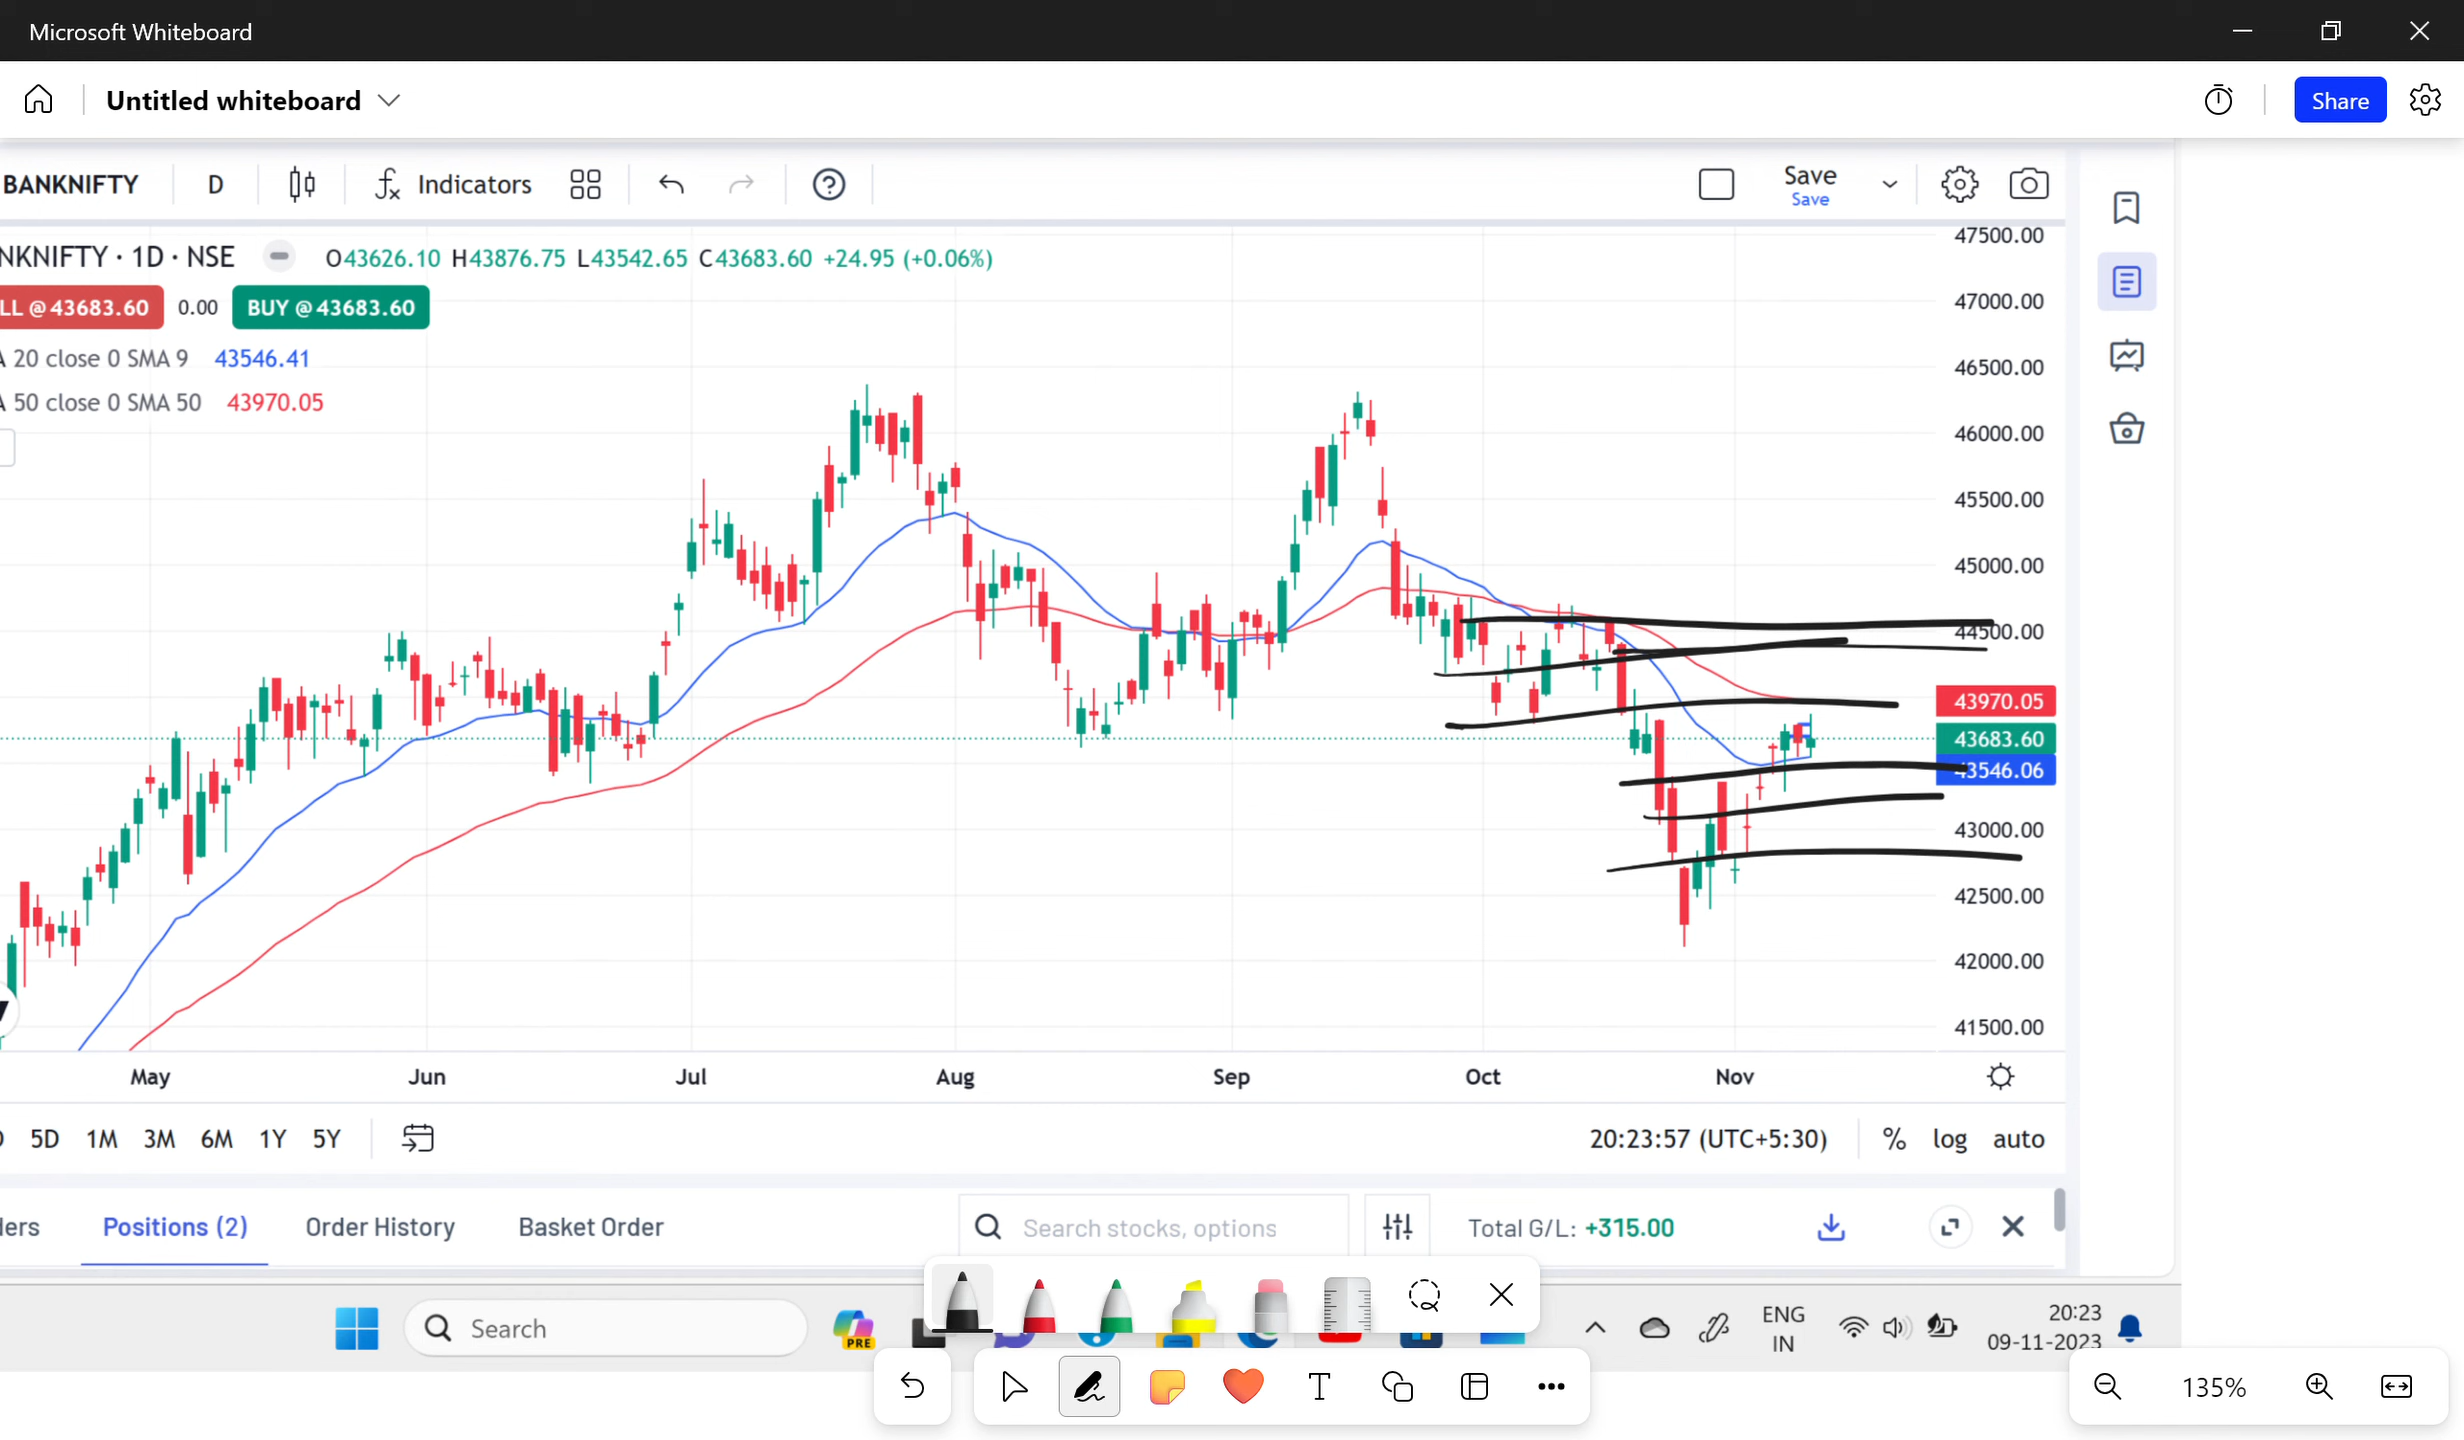 Microsoft Whiteboard
Untitled whiteboard
Share
BANKNIFTY D Indicators Save
Save
NKNIFTY · 1D · NSE O43626.10 H43876.75 L43542.65 C43683.60 +24.95 (+0.06%)
LL @ 43683.60 0.00 BUY @ 43683.60
A 20 close 0 SMA 9 43546.41
A 50 close 0 SMA 50 43970.05
47500.00
47000.00
46500.00
46000.00
45500.00
45000.00
44500.00
43970.05
43683.60
43546.06
43000.00
42500.00
42000.00
41500.00
May Jun Jul Aug Sep Oct Nov
5D 1M 3M 6M 1Y 5Y 20:23:57 (UTC+5:30) % log auto
ders Positions (2) Order History Basket Order Search stocks, options Total G/L: +315.00
Search PRE ENG
IN
20:23
09-11-2023
T
135%